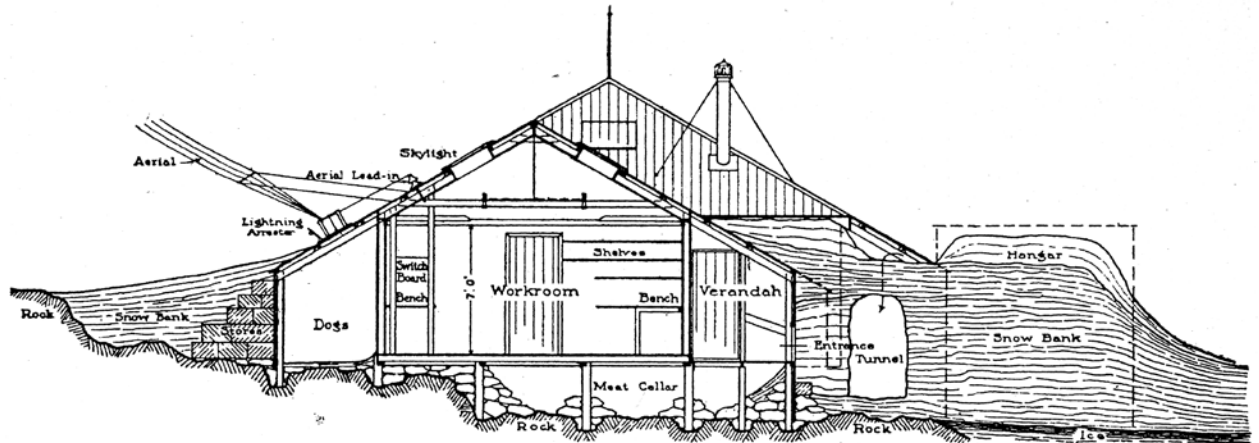 Aerial
Skylight
Aerial Lead-in
Lightning
Arrester
Hangar
Shelves
Switch
Board
Bench
7'.0"
Workroom
Bench
Verandah
Rock
Snow Bank
Stores
Dogs
Entrance
Tunnel
Snow Bank
Meat Cellar
Rock
Rock
Ice